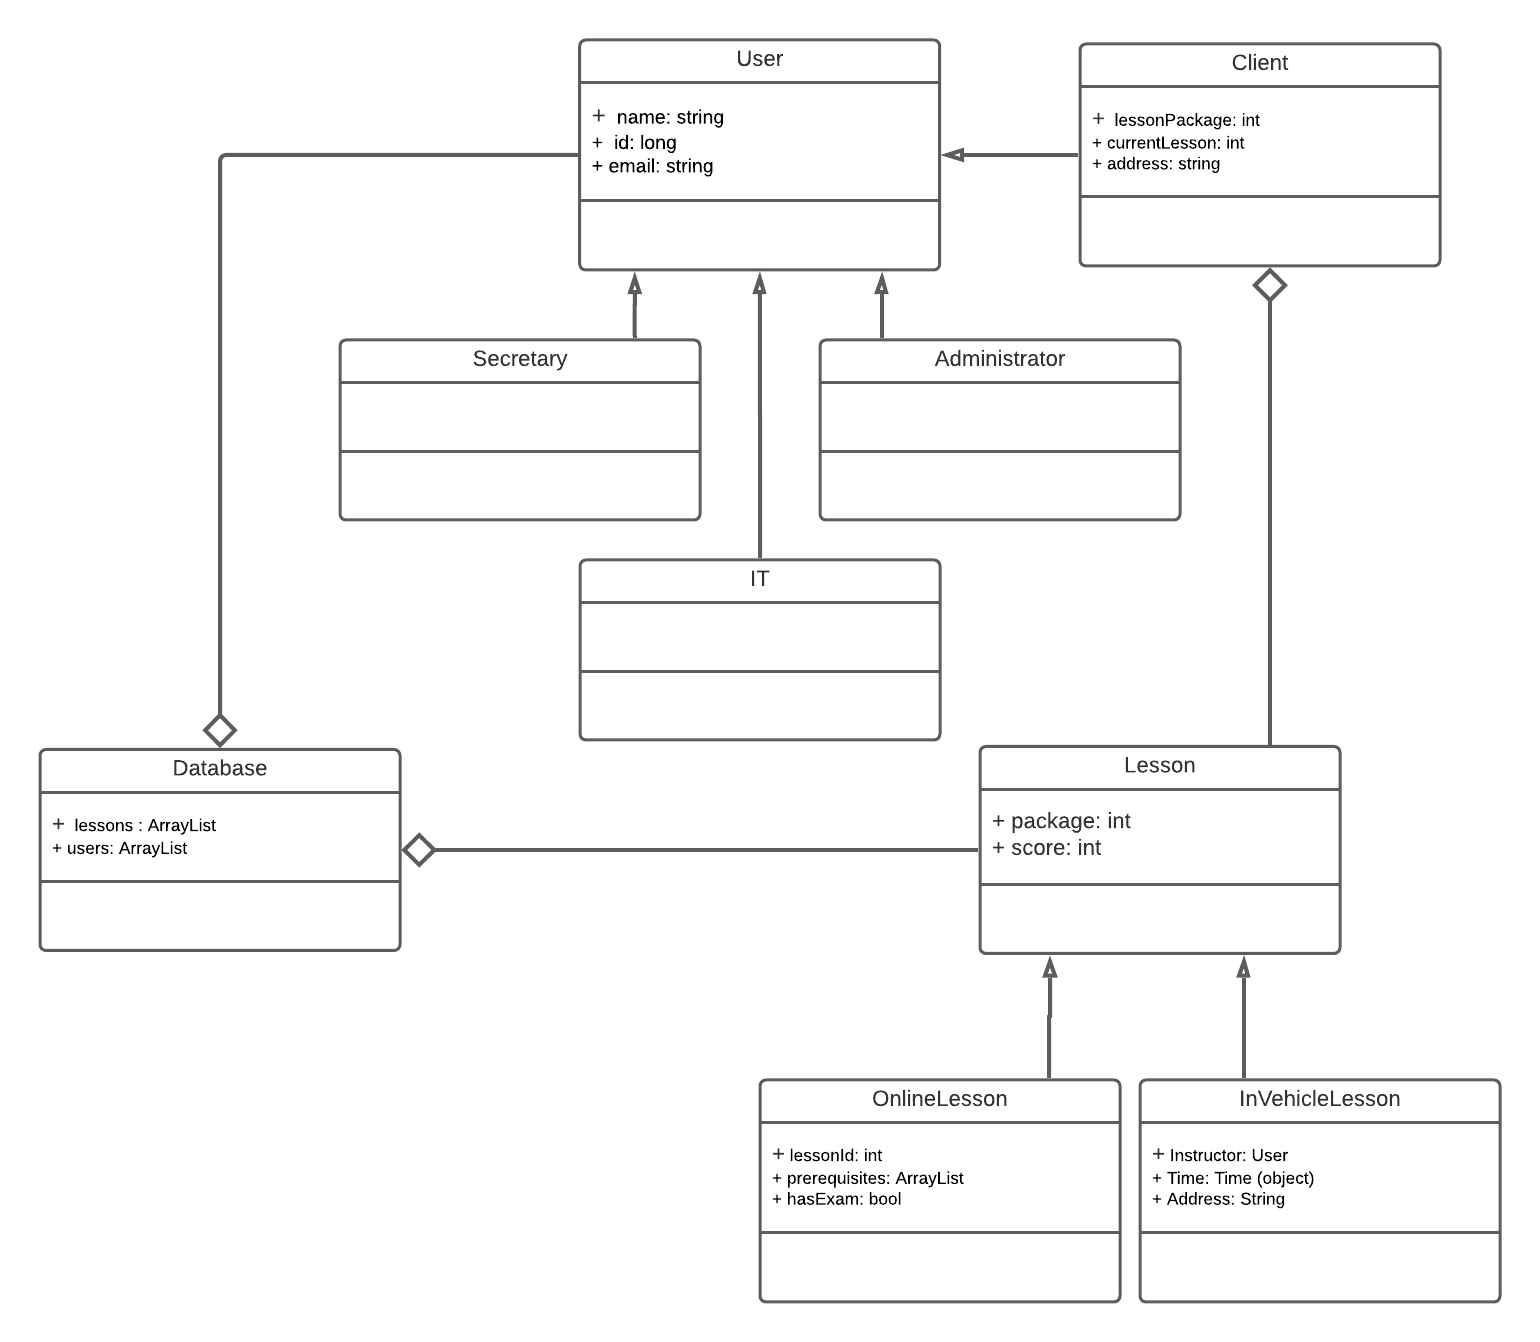 User
+ name: string
+ id: long
+ email: string
Client
+ lessonPackage: int
+ currentLesson: int
+ address: string
Secretary
Administrator
IT
Database
+ lessons : ArrayList
+ users: ArrayList
Lesson
+ package: int
+ score: int
OnlineLesson
+ lessonId: int
+ prerequisites: ArrayList
+ hasExam: bool
InVehicleLesson
+ Instructor: User
+ Time: Time (object)
+ Address: String